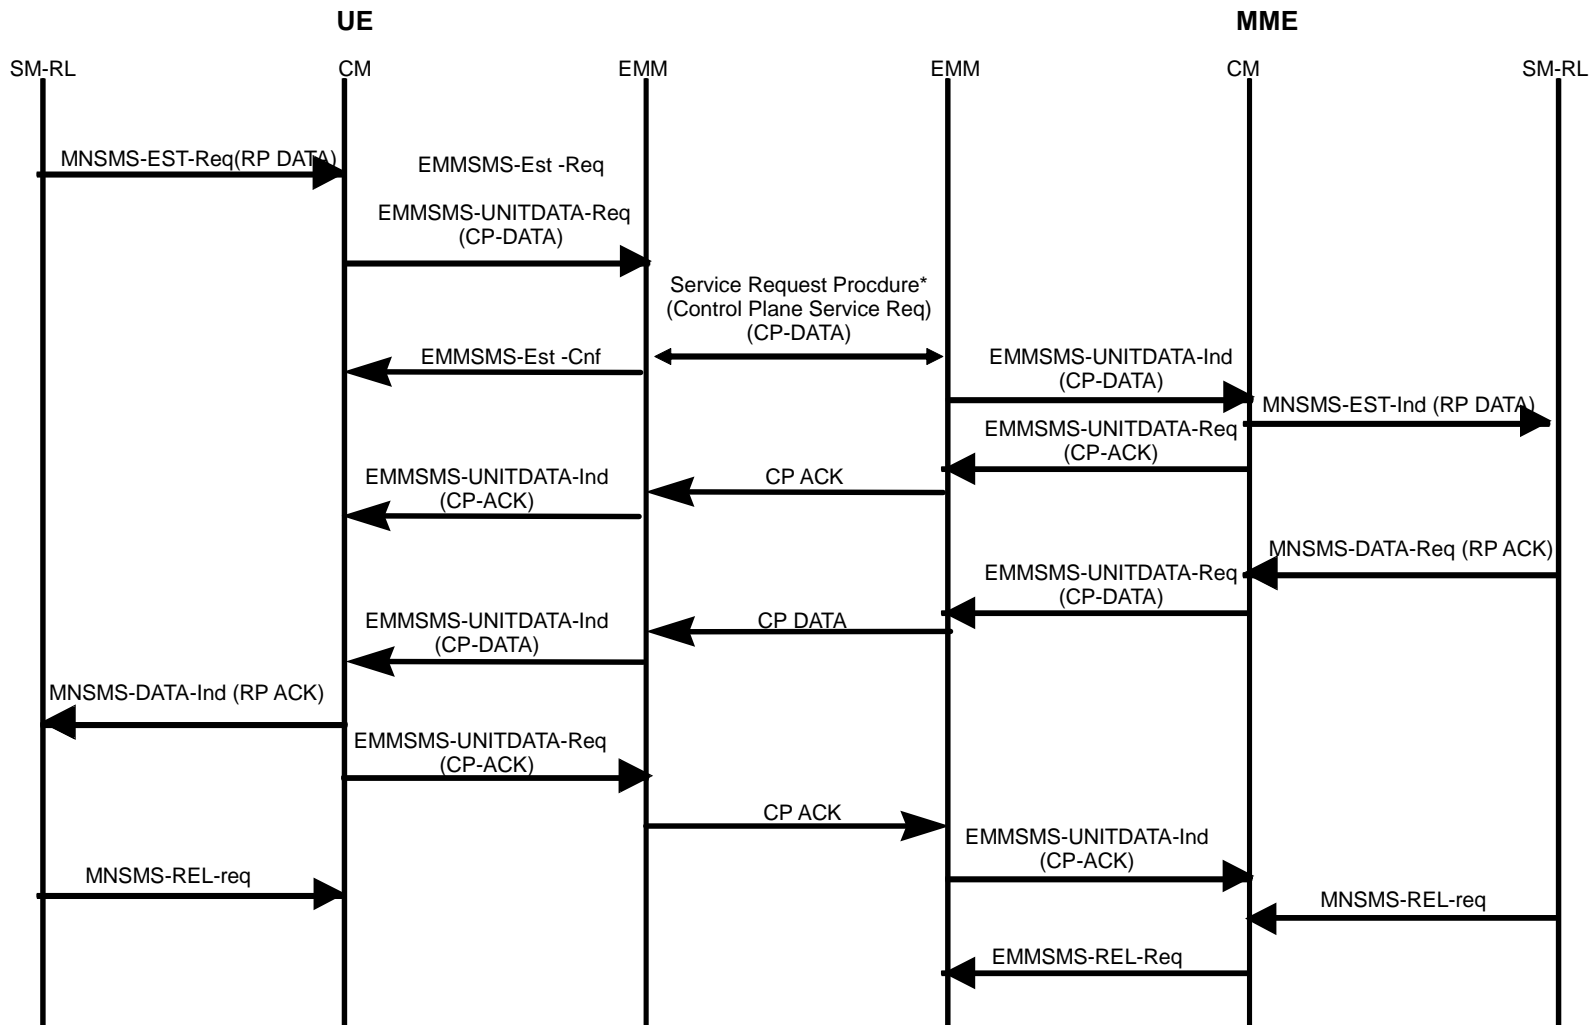 UE
MME
SM-RL
CM
EMM
EMM
CM
SM-RL
MNSMS-EST-Req(RP DATA)
EMMSMS-Est -Req
EMMSMS-UNITDATA-Req
(CP-DATA)
Service Request Procdure*
(Control Plane Service Req)
(CP-DATA)
EMMSMS-Est -Cnf
EMMSMS-UNITDATA-Ind
(CP-DATA)
MNSMS-EST-Ind (RP DATA)
EMMSMS-UNITDATA-Req
(CP-ACK)
CP ACK
EMMSMS-UNITDATA-Ind
(CP-ACK)
MNSMS-DATA-Req (RP ACK)
EMMSMS-UNITDATA-Req
(CP-DATA)
CP DATA
EMMSMS-UNITDATA-Ind
(CP-DATA)
MNSMS-DATA-Ind (RP ACK)
EMMSMS-UNITDATA-Req
(CP-ACK)
CP ACK
EMMSMS-UNITDATA-Ind
(CP-ACK)
MNSMS-REL-req
MNSMS-REL-req
EMMSMS-REL-Req